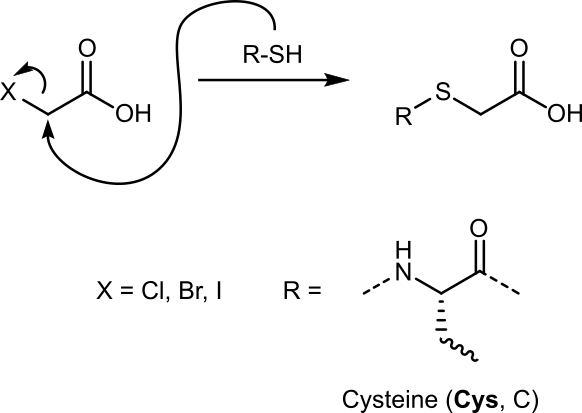 O
X
OH
R-SH
O
R
S
OH
X = Cl, Br, I
R =
H
N
O
Cysteine (Cys, C)